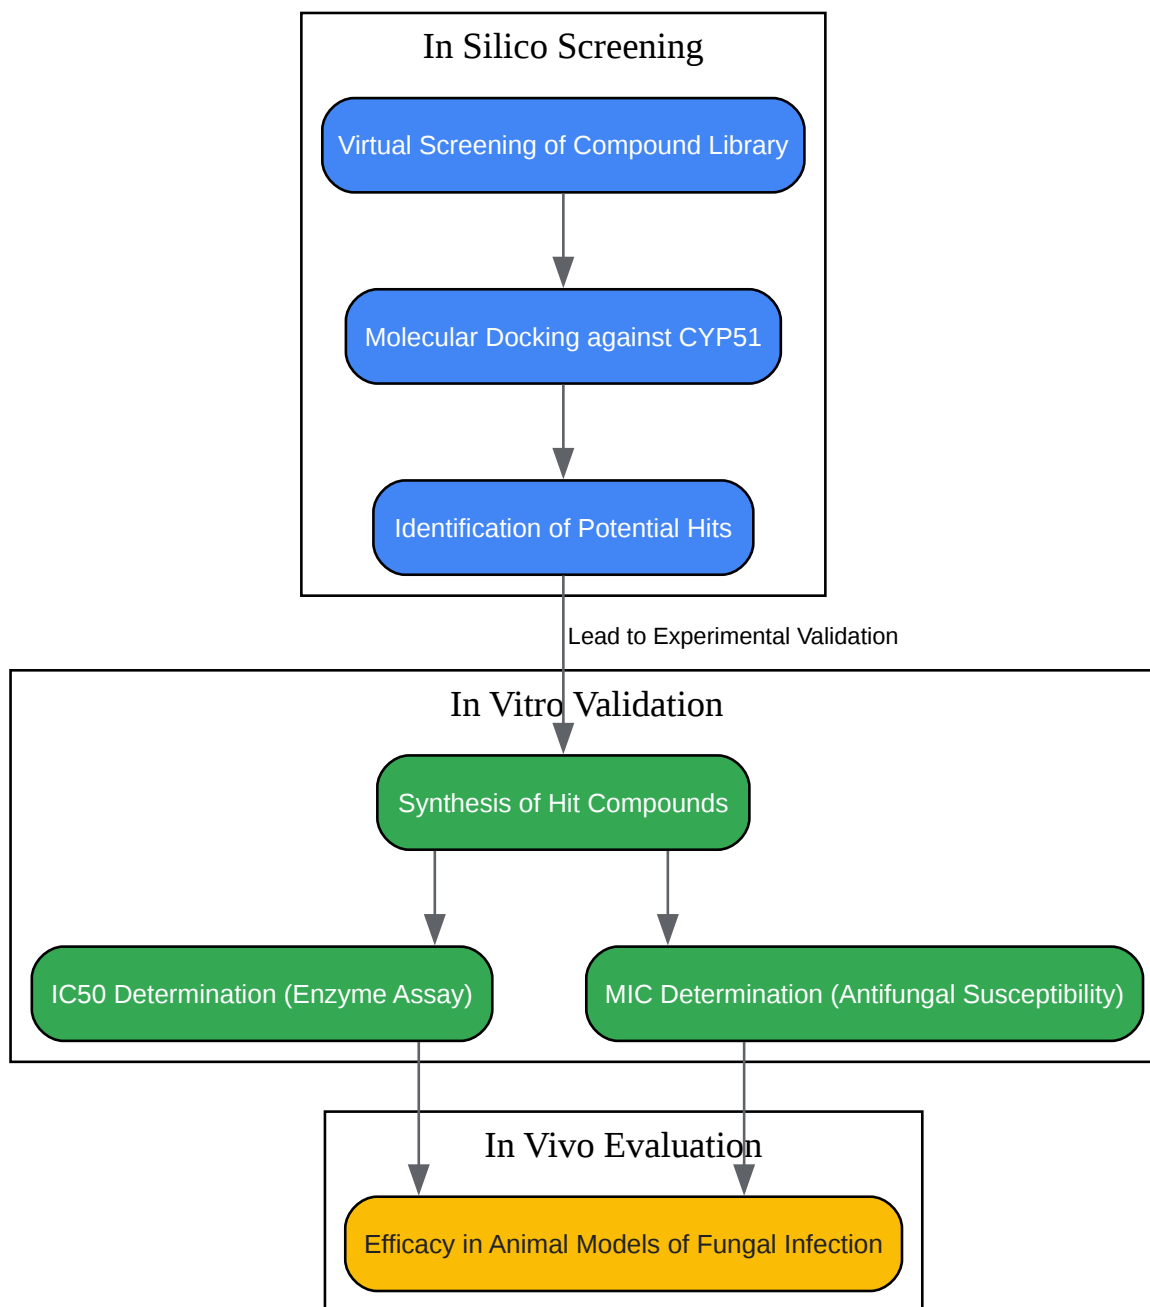 In Silico Screening
Virtual Screening of Compound Library
Molecular Docking against CYP51
Identification of Potential Hits
Lead to Experimental Validation
In Vitro Validation
Synthesis of Hit Compounds
IC50 Determination (Enzyme Assay)
MIC Determination (Antifungal Susceptibility)
In Vivo Evaluation
Efficacy in Animal Models of Fungal Infection